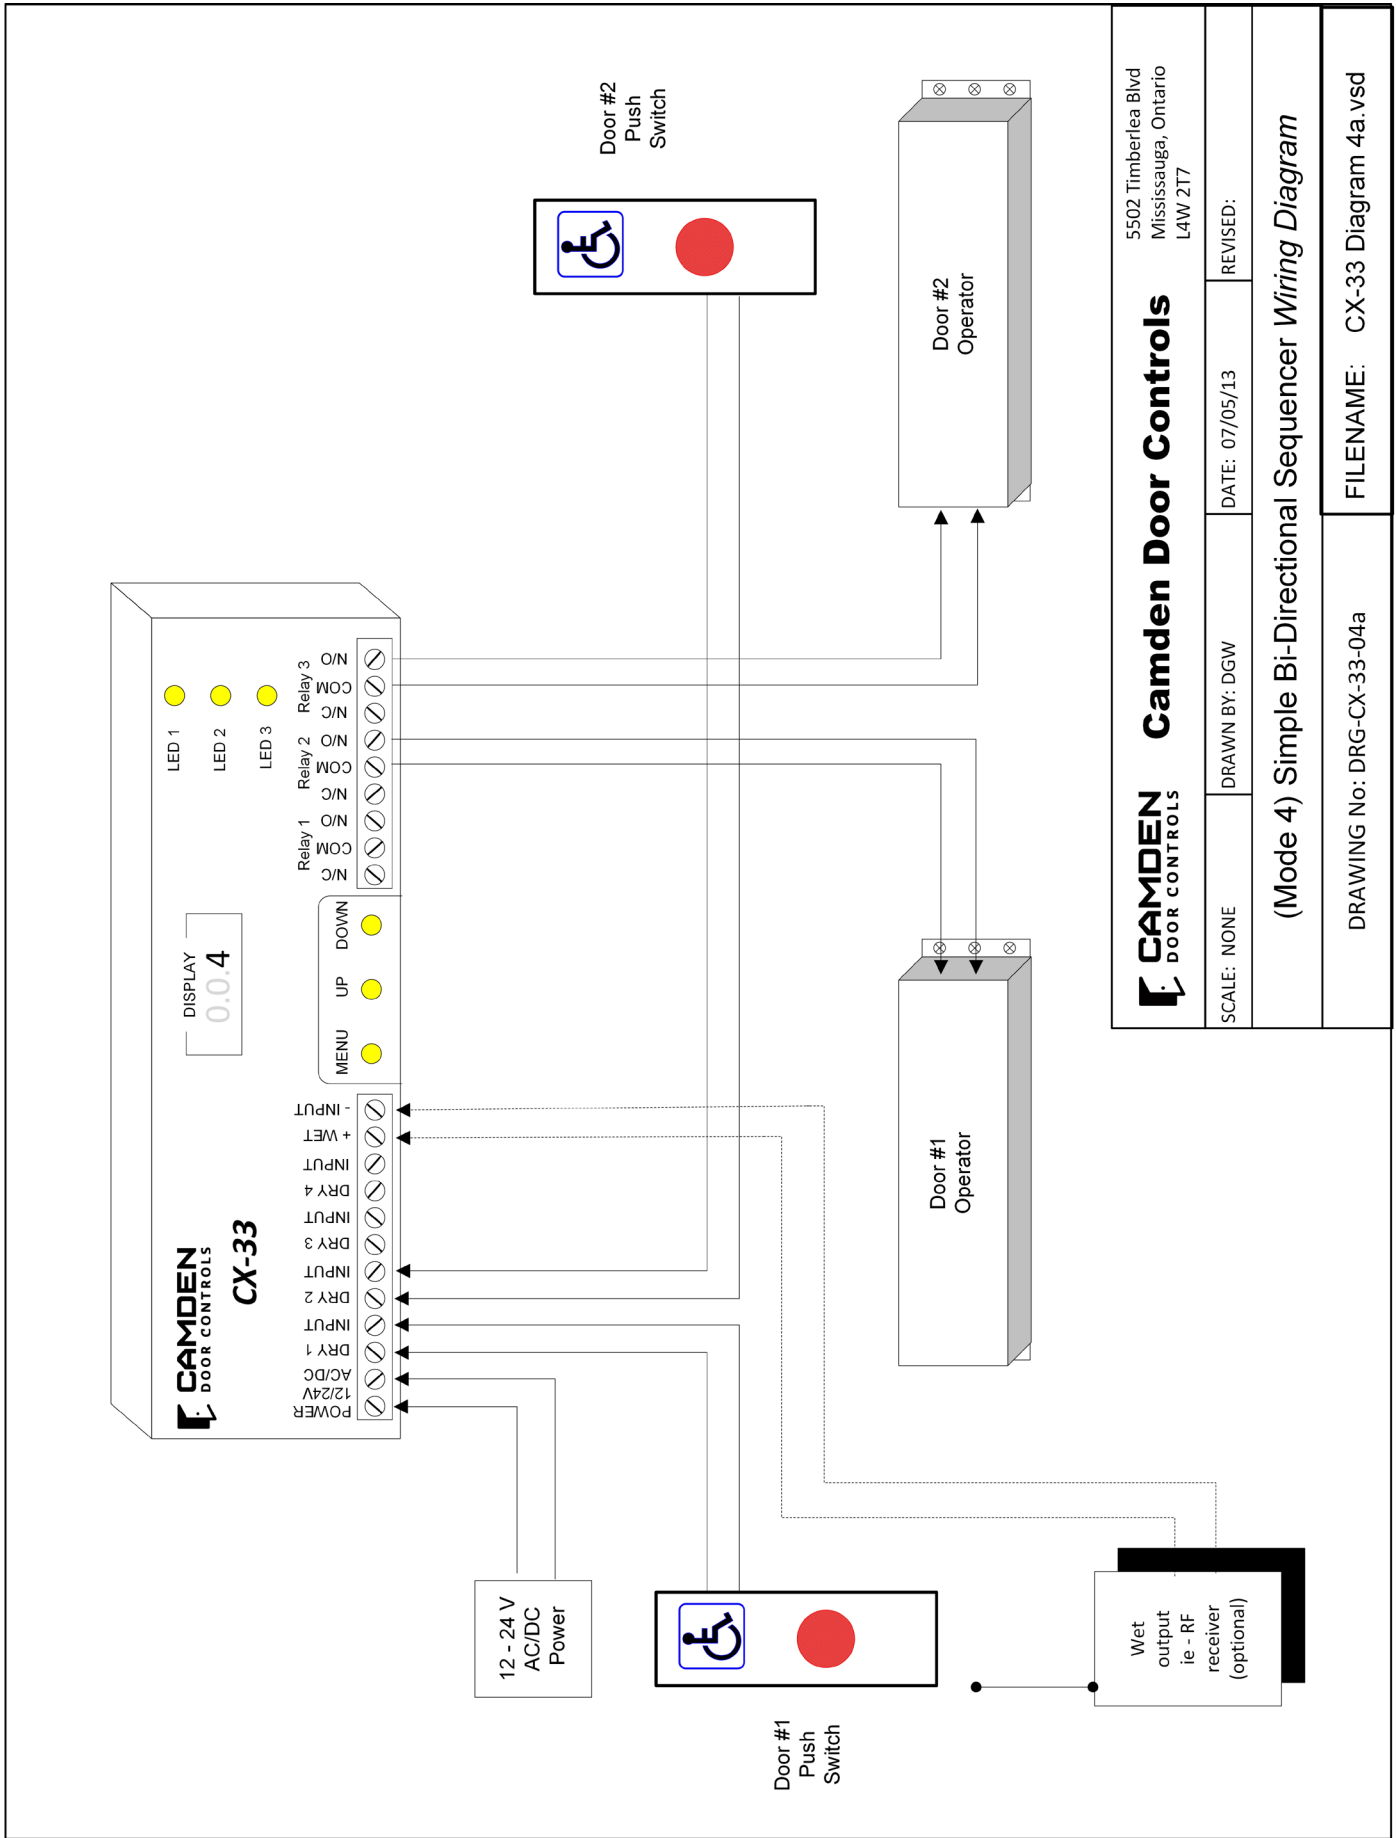 CAMDEN
DOOR CONTROLS
CX-33
DISPLAY
0.0.4
LED 1
LED 2
LED 3
MENU
UP
DOWN
POWER
12/24V
AC/DC
DRY 1
INPUT
DRY 2
INPUT
DRY 3
INPUT
DRY 4
INPUT
+ WET
- INPUT
Relay 1
Relay 2
Relay 3
N/C
COM
N/O
N/C
COM
N/O
N/C
COM
N/O
12 - 24 V
AC/DC
Power
Door #1
Push
Switch
Door #2
Push
Switch
Wet
output
ie - RF
receiver
(optional)
Door #1
Operator
Door #2
Operator
CAMDEN
DOOR CONTROLS
Camden Door Controls
5502 Timberlea Blvd
Mississauga, Ontario
L4W 2T7
SCALE: NONE
DRAWN BY: DGW
DATE: 07/05/13
REVISED:
(Mode 4) Simple Bi-Directional Sequencer Wiring Diagram
DRAWING No: DRG-CX-33-04a
FILENAME: CX-33 Diagram 4a.vsd